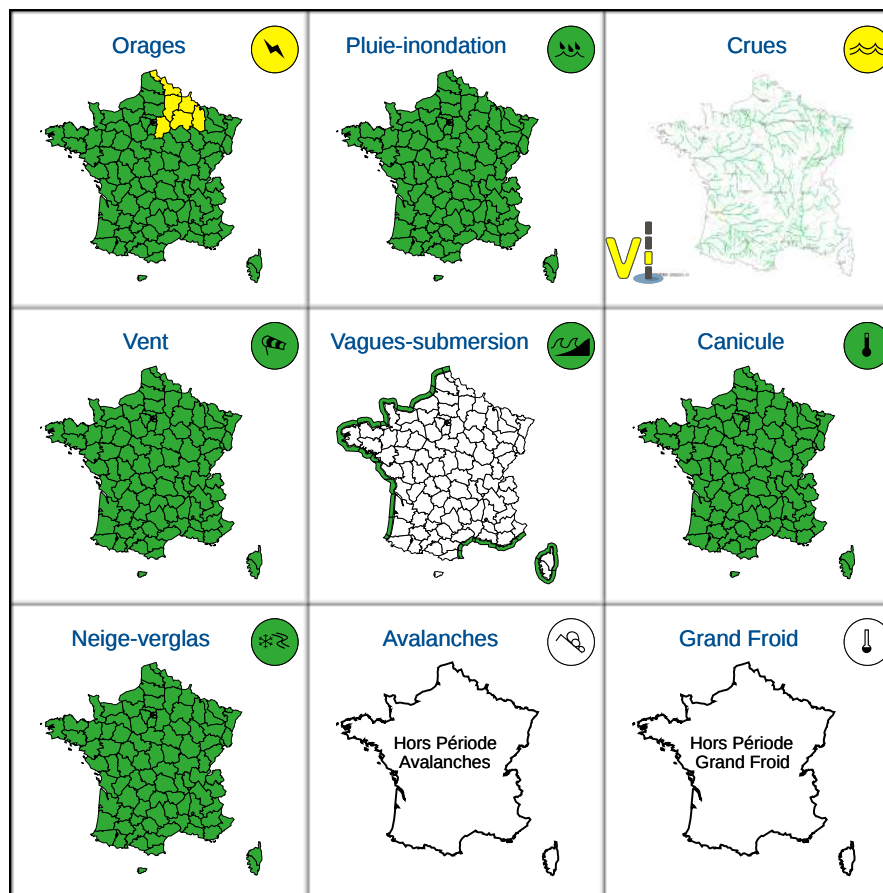 Orages
Pluie-inondation
Crues
Vent
Vagues-submersion
Canicule
Neige-verglas
Avalanches
Grand Froid
Hors Période
Avalanches
Hors Période
Grand Froid